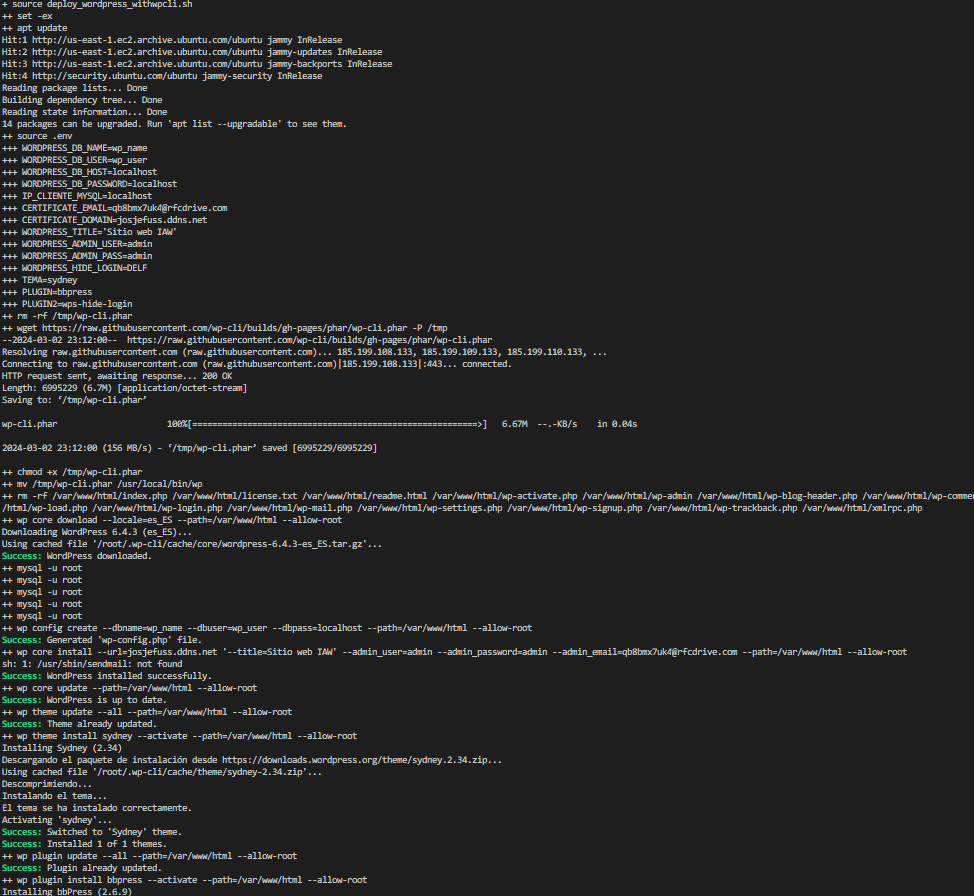 + source deploy_wordpress_withwpcli.sh
++ set -ex
++ apt update
Hit:1 http://us-east-1.ec2.archive.ubuntu.com/ubuntu jammy InRelease
Hit:2 http://us-east-1.ec2.archive.ubuntu.com/ubuntu jammy-updates InRelease
Hit:3 http://us-east-1.ec2.archive.ubuntu.com/ubuntu jammy-backports InRelease
Hit:4 http://security.ubuntu.com/ubuntu jammy-security InRelease
Reading package lists... Done
Building dependency tree... Done
Reading state information... Done
14 packages can be upgraded. Run 'apt list --upgradable' to see them.
++ source .env
+++ WORDPRESS_DB_NAME=wp_name
+++ WORDPRESS_DB_USER=wp_user
+++ WORDPRESS_DB_HOST=localhost
+++ WORDPRESS_DB_PASSWORD=localhost
+++ IP_CLIENTE_MYSQL=localhost
+++ CERTIFICATE_EMAIL=qb8bmx7uk4@rfcdrive.com
+++ CERTIFICATE_DOMAIN=josjefuss.ddns.net
+++ WORDPRESS_TITLE='Sitio web IAW'
+++ WORDPRESS_ADMIN_USER=admin
+++ WORDPRESS_ADMIN_PASS=admin
+++ WORDPRESS_HIDE_LOGIN=DELF
+++ TEMA=sydney
+++ PLUGIN=bbpress
+++ PLUGIN2=wps-hide-login
++ rm -rf /tmp/wp-cli.phar
++ wget https://raw.githubusercontent.com/wp-cli/builds/gh-pages/phar/wp-cli.phar -P /tmp
--2024-03-02 23:12:00--  https://raw.githubusercontent.com/wp-cli/builds/gh-pages/phar/wp-cli.phar
Resolving raw.githubusercontent.com (raw.githubusercontent.com)... 185.199.108.133, 185.199.109.133, 185.199.110.133, ...
Connecting to raw.githubusercontent.com (raw.githubusercontent.com)|185.199.108.133|:443... connected.
HTTP request sent, awaiting response... 200 OK
Length: 6995229 (6.7M) [application/octet-stream]
Saving to: ‘/tmp/wp-cli.phar’
wp-cli.phar 100%[=========================================================>] 6.67M --.-KB/s in 0.04s
2024-03-02 23:12:00 (156 MB/s) - ‘/tmp/wp-cli.phar’ saved [6995229/6995229]
++ chmod +x /tmp/wp-cli.phar
++ mv /tmp/wp-cli.phar /usr/local/bin/wp
++ rm -rf /var/www/html/index.php /var/www/html/license.txt /var/www/html/readme.html /var/www/html/wp-activate.php /var/www/html/wp-admin /var/www/html/wp-blog-header.php /var/www/html/wp-comme
/html/wp-load.php /var/www/html/wp-login.php /var/www/html/wp-mail.php /var/www/html/wp-settings.php /var/www/html/wp-signup.php /var/www/html/wp-trackback.php /var/www/html/xmlrpc.php
++ wp core download --locale=es_ES --path=/var/www/html --allow-root
Downloading WordPress 6.4.3 (es_ES)...
Using cached file '/root/.wp-cli/cache/core/wordpress-6.4.3-es_ES.tar.gz'...
Success: WordPress downloaded.
++ mysql -u root
++ mysql -u root
++ mysql -u root
++ mysql -u root
++ mysql -u root
++ wp config create --dbname=wp_name --dbuser=wp_user --dbpass=localhost --path=/var/www/html --allow-root
Success: Generated 'wp-config.php' file.
++ wp core install --url=josjefuss.ddns.net '--title=Sitio web IAW' --admin_user=admin --admin_password=admin --admin_email=qb8bmx7uk4@rfcdrive.com --path=/var/www/html --allow-root
sh: 1: /usr/sbin/sendmail: not found
Success: WordPress installed successfully.
++ wp core update --path=/var/www/html --allow-root
Success: WordPress is up to date.
++ wp theme update --all --path=/var/www/html --allow-root
Success: Theme already updated.
++ wp theme install sydney --activate --path=/var/www/html --allow-root
Installing Sydney (2.34)
Descargando el paquete de instalación desde https://downloads.wordpress.org/theme/sydney.2.34.zip...
Using cached file '/root/.wp-cli/cache/theme/sydney-2.34.zip'...
Descomprimiendo...
Instalando el tema...
El tema se ha instalado correctamente.
Activating 'sydney'...
Success: Switched to 'Sydney' theme.
Success: Installed 1 of 1 themes.
++ wp plugin update --all --path=/var/www/html --allow-root
Success: Plugin already updated.
++ wp plugin install bbpress --activate --path=/var/www/html --allow-root
Installing bbPress (2.6.9)